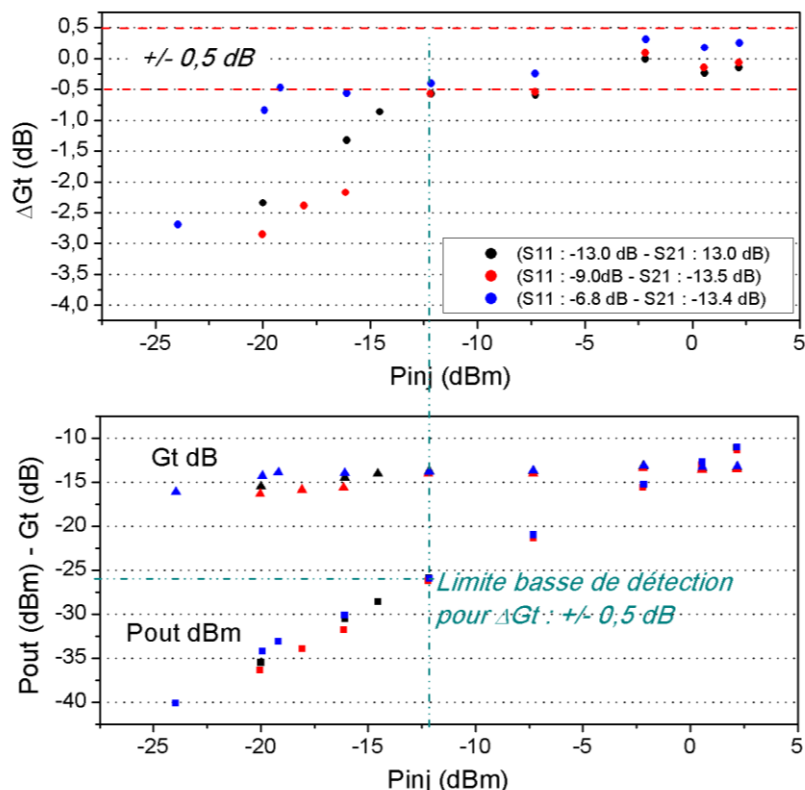 0,5
0,0
-0,5
-1,0
-1,5
-2,0
-2,5
-3,0
-3,5
-4,0
ΔGt (dB)
+/- 0,5 dB
(S11 : -13.0 dB - S21 : 13.0 dB)
(S11 : -9.0dB - S21 : -13.5 dB)
(S11 : -6.8 dB - S21 : -13.4 dB)
-25 -20 -15 -10 -5 0 5
Pinj (dBm)
-10
-15
-20
-25
-30
-35
-40
Pout (dBm) - Gt (dB)
Gt dB
Limite basse de détection
pour ΔGt : +/- 0,5 dB
Pout dBm
-25 -20 -15 -10 -5 0 5
Pinj (dBm)